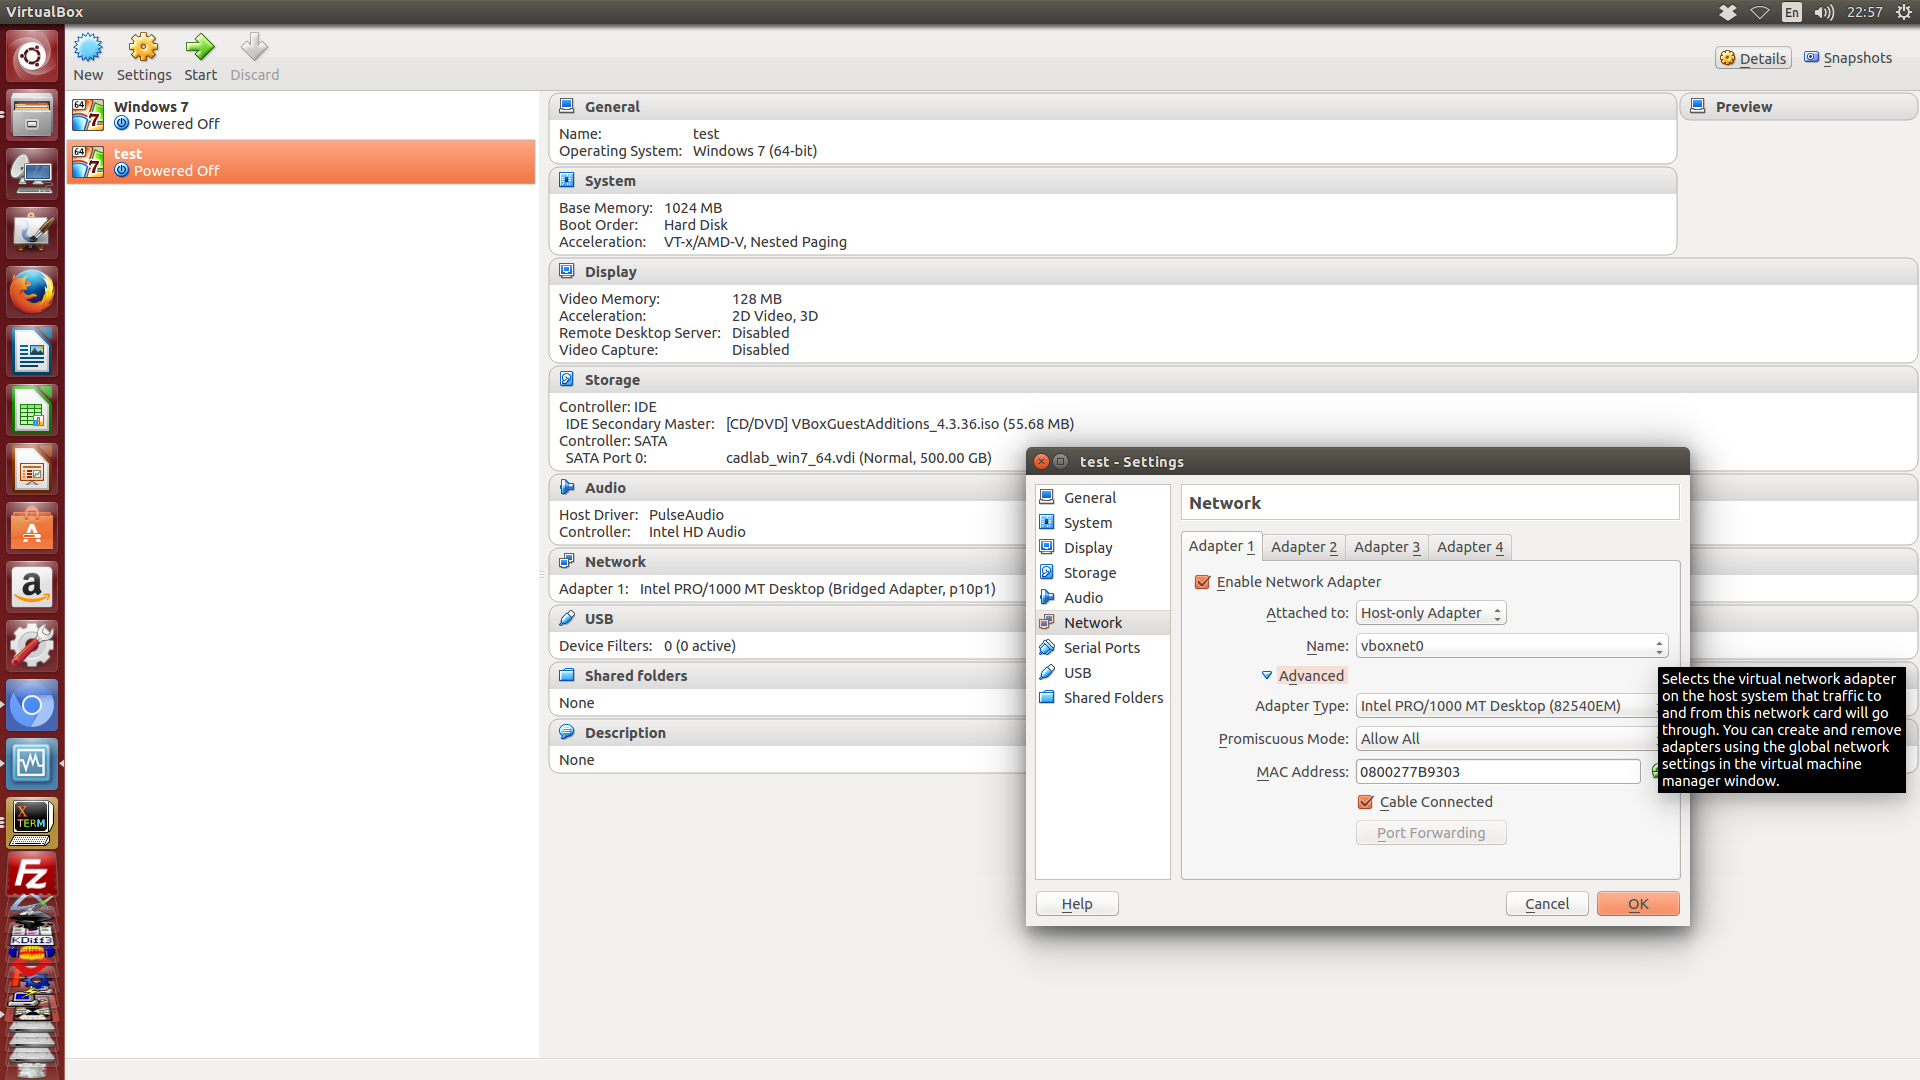 VirtualBox
En
22:57
New
Settings
Start
Discard
Details
Snapshots
64
7
Windows 7
Powered Off
64
7
test
Powered Off
General
Name: test
Operating System: Windows 7 (64-bit)
Preview
System
Base Memory: 1024 MB
Boot Order: Hard Disk
Acceleration: VT-x/AMD-V, Nested Paging
Display
Video Memory: 128 MB
Acceleration: 2D Video, 3D
Remote Desktop Server: Disabled
Video Capture: Disabled
Storage
Controller: IDE
IDE Secondary Master: [CD/DVD] VBoxGuestAdditions_4.3.36.iso (55.68 MB)
Controller: SATA
SATA Port 0: cadlab_win7_64.vdi (Normal, 500.00 GB)
Audio
Host Driver: PulseAudio
Controller: Intel HD Audio
Network
Adapter 1: Intel PRO/1000 MT Desktop (Bridged Adapter, p10p1)
USB
Device Filters: 0 (0 active)
Shared folders
None
Description
None
test - Settings
General
System
Display
Storage
Audio
Network
Serial Ports
USB
Shared Folders
Network
Adapter 1
Adapter 2
Adapter 3
Adapter 4
Enable Network Adapter
Attached to: Host-only Adapter
Name: vboxnet0
Advanced
Adapter Type: Intel PRO/1000 MT Desktop (82540EM)
Promiscuous Mode: Allow All
MAC Address: 0800277B9303
Cable Connected
Port Forwarding
Help
Cancel
OK
Selects the virtual network adapter
on the host system that traffic to
and from this network card will go
through. You can create and remove
adapters using the global network
settings in the virtual machine
manager window.
a
X
TERM
Fz
KDiff3